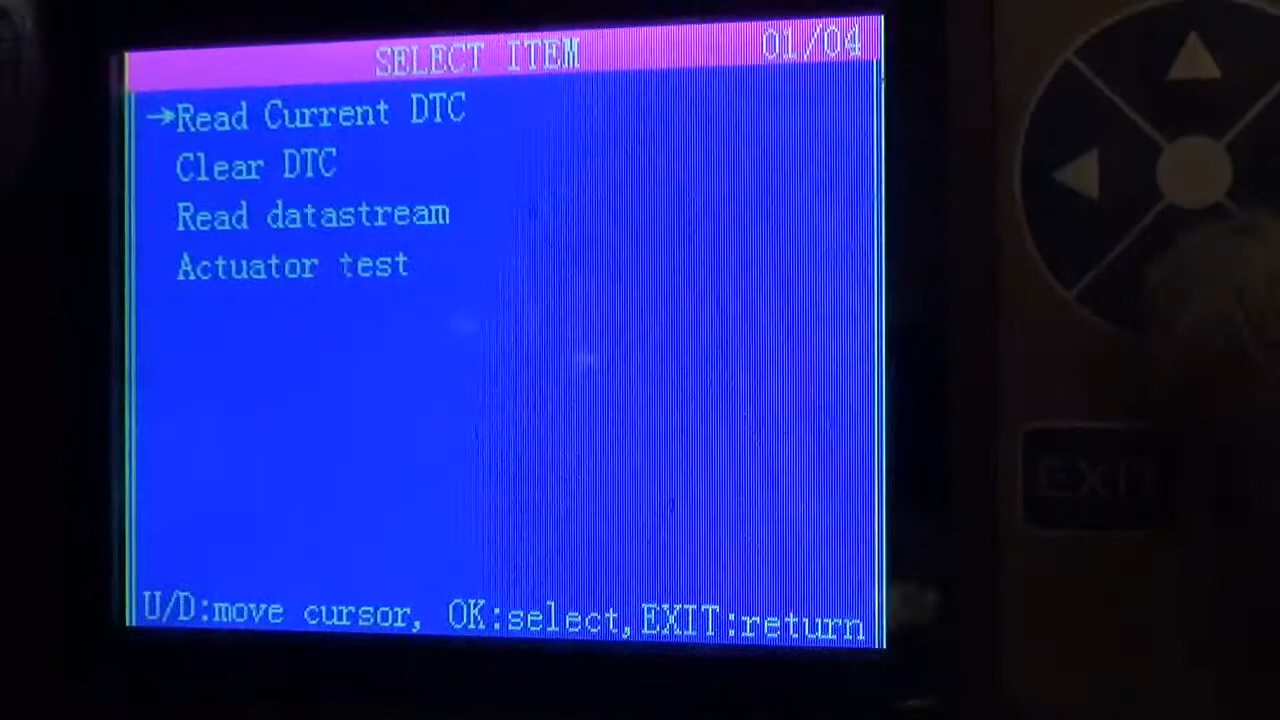 SELECT ITEM 01/04
→Read Current DTC
Clear DTC
Read datastream
Actuator test
U/D:move cursor, OK:select,EXIT:return
EXIT